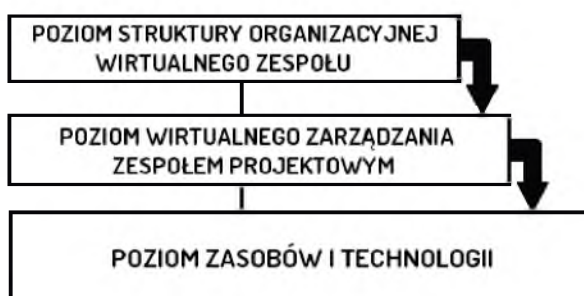 POZIOM STRUKTURY ORGANIZACYJNEJ
WIRTUALNEGO ZESPOŁU
POZIOM WIRTUALNEGO ZARZĄDZANIA
ZESPOŁEM PROJEKTOWYM
POZIOM ZASOBÓW I TECHNOLOGII